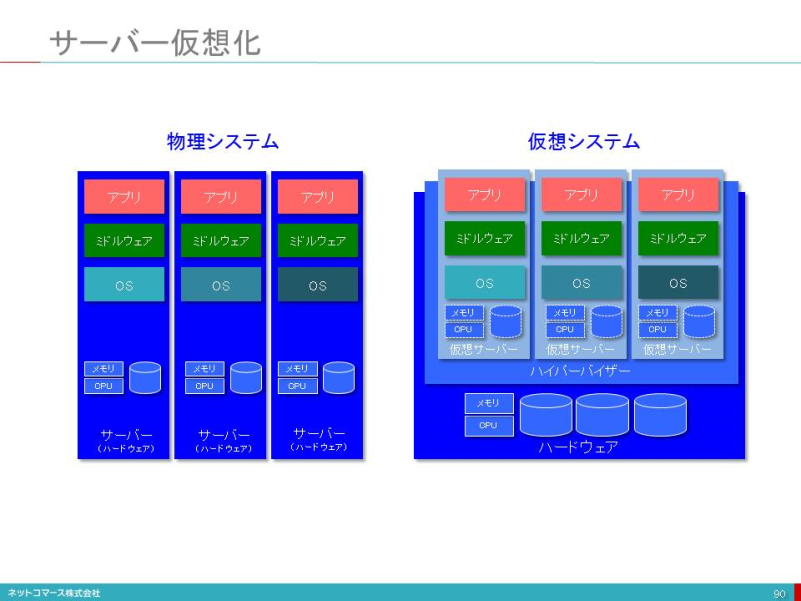 サーバー仮想化
物理システム
アプリ
アプリ
アプリ
ミドルウェア
ミドルウェア
ミドルウェア
OS
OS
OS
メモリ
CPU
メモリ
CPU
メモリ
CPU
サーバー
（ハードウェア）
サーバー
（ハードウェア）
サーバー
（ハードウェア）
仮想システム
アプリ
アプリ
アプリ
ミドルウェア
ミドルウェア
ミドルウェア
OS
OS
OS
メモリ
CPU
メモリ
CPU
メモリ
CPU
仮想サーバー
仮想サーバー
仮想サーバー
ハイパーバイザー
メモリ
CPU
ハードウェア
ネットコマース株式会社
90